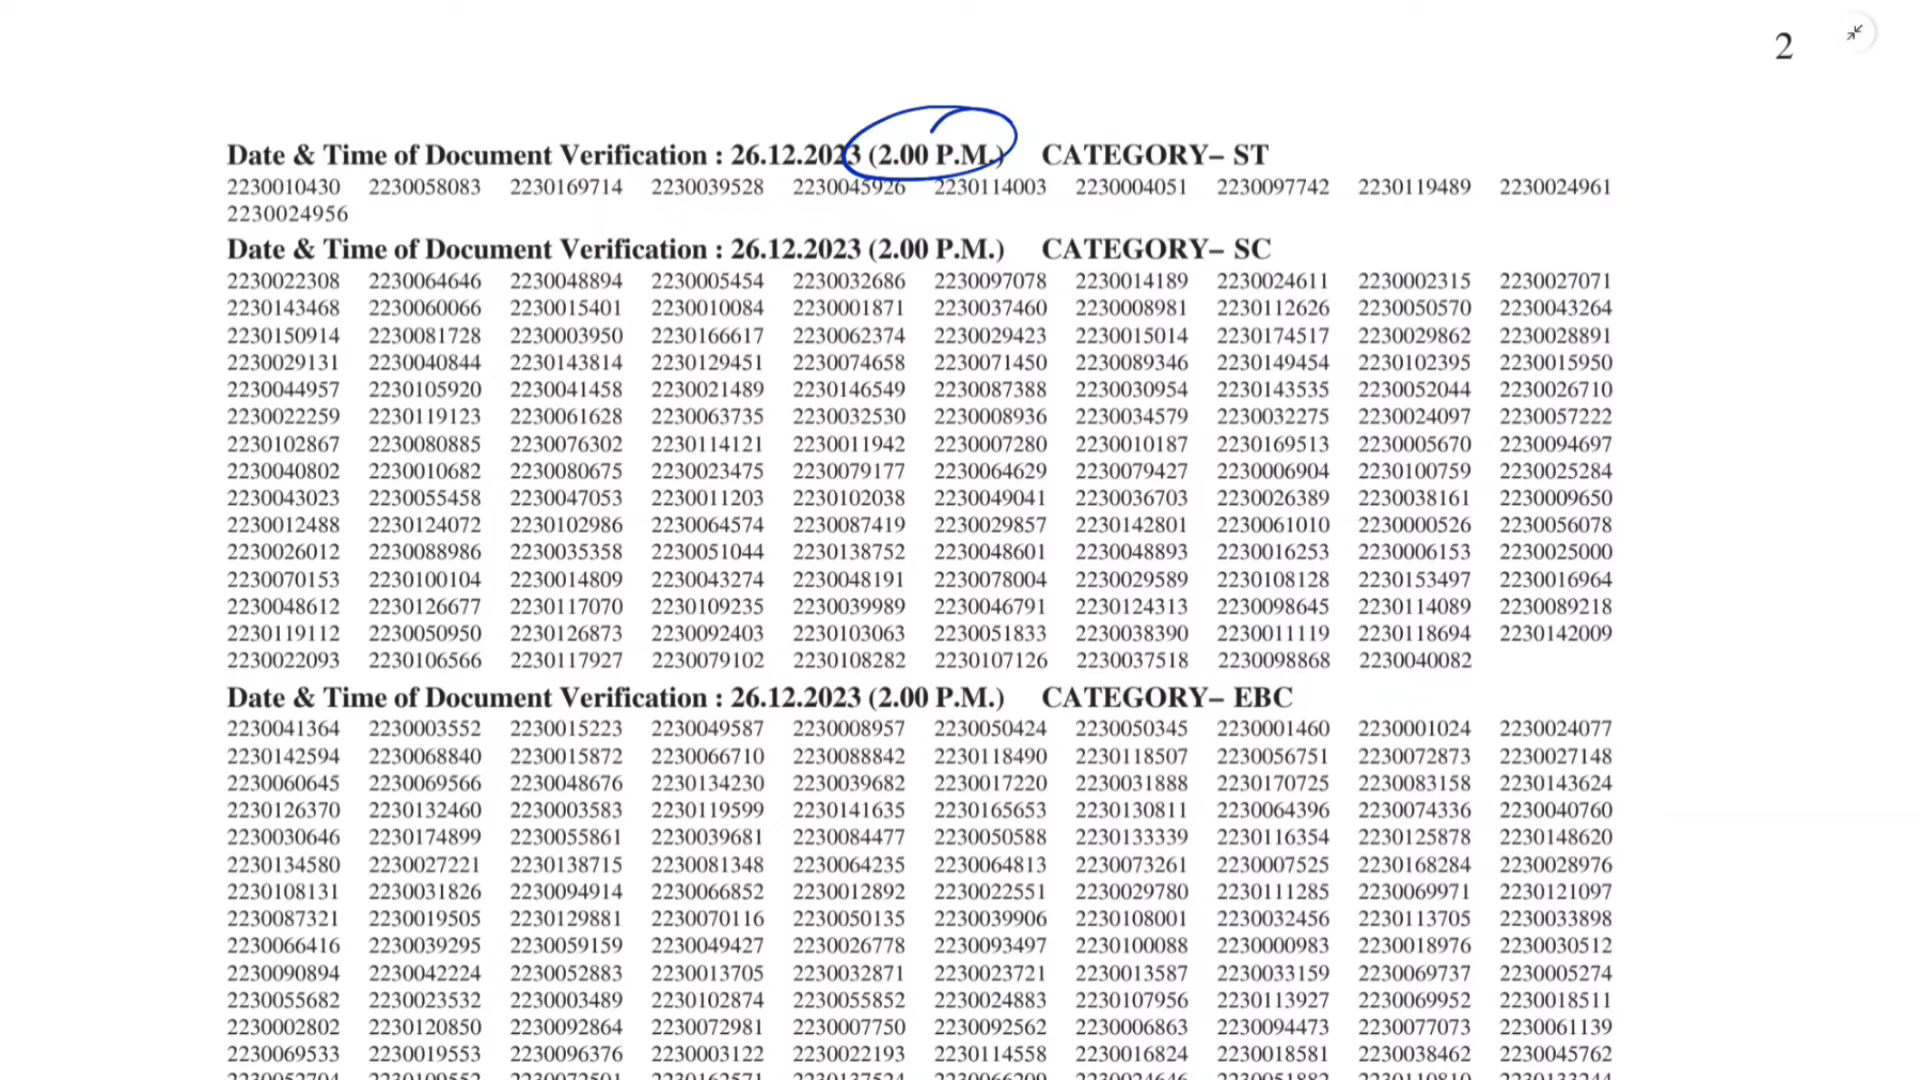 2
Date & Time of Document Verification : 26.12.2023 (2.00 P.M.) CATEGORY– ST
2230010430 2230058083 2230169714 2230039528 2230045926 2230114003 2230004051 2230097742 2230119489 2230024961
2230024956
Date & Time of Document Verification : 26.12.2023 (2.00 P.M.) CATEGORY– SC
2230022308 2230064646 2230048894 2230005454 2230032686 2230097078 2230014189 2230024611 2230002315 2230027071
2230143468 2230060066 2230015401 2230010084 2230001871 2230037460 2230008981 2230112626 2230050570 2230043264
2230150914 2230081728 2230003950 2230166617 2230062374 2230029423 2230015014 2230174517 2230029862 2230028891
2230029131 2230040844 2230143814 2230129451 2230074658 2230071450 2230089346 2230149454 2230102395 2230015950
2230044957 2230105920 2230041458 2230021489 2230146549 2230087388 2230030954 2230143535 2230052044 2230026710
2230022259 2230119123 2230061628 2230063735 2230032530 2230008936 2230034579 2230032275 2230024097 2230057222
2230102867 2230080885 2230076302 2230114121 2230011942 2230007280 2230010187 2230169513 2230005670 2230094697
2230040802 2230010682 2230080675 2230023475 2230079177 2230064629 2230079427 2230006904 2230100759 2230025284
2230043023 2230055458 2230047053 2230011203 2230102038 2230049041 2230036703 2230026389 2230038161 2230009650
2230012488 2230124072 2230102986 2230064574 2230087419 2230029857 2230142801 2230061010 2230000526 2230056078
2230026012 2230088986 2230035358 2230051044 2230138752 2230048601 2230048893 2230016253 2230006153 2230025000
2230070153 2230100104 2230014809 2230043274 2230048191 2230078004 2230029589 2230108128 2230153497 2230016964
2230048612 2230126677 2230117070 2230109235 2230039989 2230046791 2230124313 2230098645 2230114089 2230089218
2230119112 2230050950 2230126873 2230092403 2230103063 2230051833 2230038390 2230011119 2230118694 2230142009
2230022093 2230106566 2230117927 2230079102 2230108282 2230107126 2230037518 2230098868 2230040082
Date & Time of Document Verification : 26.12.2023 (2.00 P.M.) CATEGORY– EBC
2230041364 2230003552 2230015223 2230049587 2230008957 2230050424 2230050345 2230001460 2230001024 2230024077
2230142594 2230068840 2230015872 2230066710 2230088842 2230118490 2230118507 2230056751 2230072873 2230027148
2230060645 2230069566 2230048676 2230134230 2230039682 2230017220 2230031888 2230170725 2230083158 2230143624
2230126370 2230132460 2230003583 2230119599 2230141635 2230165653 2230130811 2230064396 2230074336 2230040760
2230030646 2230174899 2230055861 2230039681 2230084477 2230050588 2230133339 2230116354 2230125878 2230148620
2230134580 2230027221 2230138715 2230081348 2230064235 2230064813 2230073261 2230007525 2230168284 2230028976
2230108131 2230031826 2230094914 2230066852 2230012892 2230022551 2230029780 2230111285 2230069971 2230121097
2230087321 2230019505 2230129881 2230070116 2230050135 2230039906 2230108001 2230032456 2230113705 2230033898
2230066416 2230039295 2230059159 2230049427 2230026778 2230093497 2230100088 2230000983 2230018976 2230030512
2230090894 2230042224 2230052883 2230013705 2230032871 2230023721 2230013587 2230033159 2230069737 2230005274
2230055682 2230023532 2230003489 2230102874 2230055852 2230024883 2230107956 2230113927 2230069952 2230018511
2230002802 2230120850 2230092864 2230072981 2230007750 2230092562 2230006863 2230094473 2230077073 2230061139
2230069533 2230019553 2230096376 2230003122 2230022193 2230114558 2230016824 2230018581 2230038462 2230045762